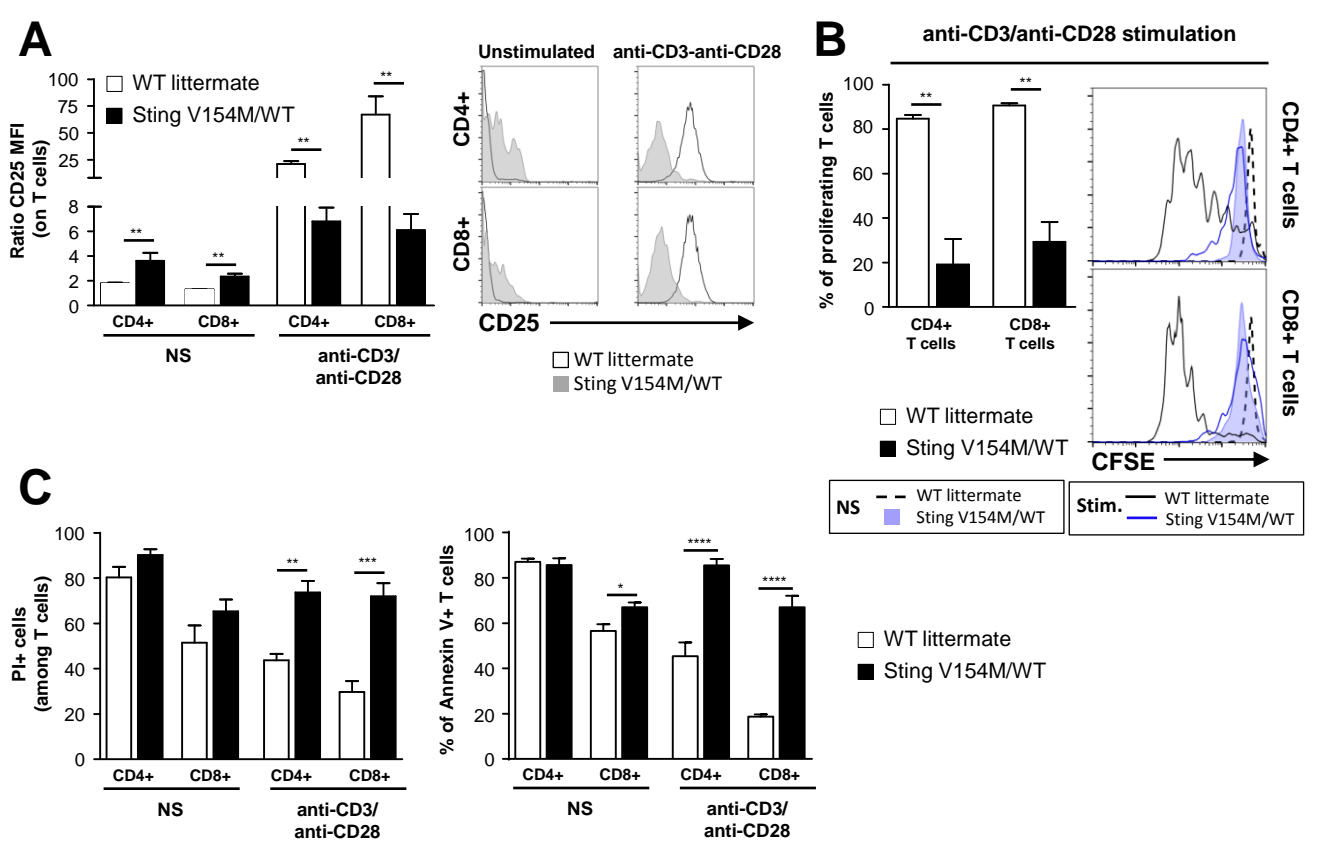 A
Ratio CD25 MFI
(on T cells)
100
75
50
25
8
6
4
2
0
WT littermate
Sting V154M/WT
**
**
**
**
CD4+
CD8+
CD4+
CD8+
NS
anti-CD3/
anti-CD28
Unstimulated
anti-CD3-anti-CD28
CD4+
CD8+
CD25
WT littermate
Sting V154M/WT
B
anti-CD3/anti-CD28 stimulation
% of proliferating T cells
100
80
60
40
20
0
**
**
CD4+
T cells
CD8+
T cells
WT littermate
Sting V154M/WT
CD4+ T cells
CD8+ T cells
CFSE
NS
WT littermate
Sting V154M/WT
Stim.
WT littermate
Sting V154M/WT
C
PI+ cells
(among T cells)
100
80
60
40
20
0
**
***
CD4+
CD8+
CD4+
CD8+
NS
anti-CD3/
anti-CD28
% of Annexin V+ T cells
100
80
60
40
20
0
*
****
****
CD4+
CD8+
CD4+
CD8+
NS
anti-CD3/
anti-CD28
WT littermate
Sting V154M/WT